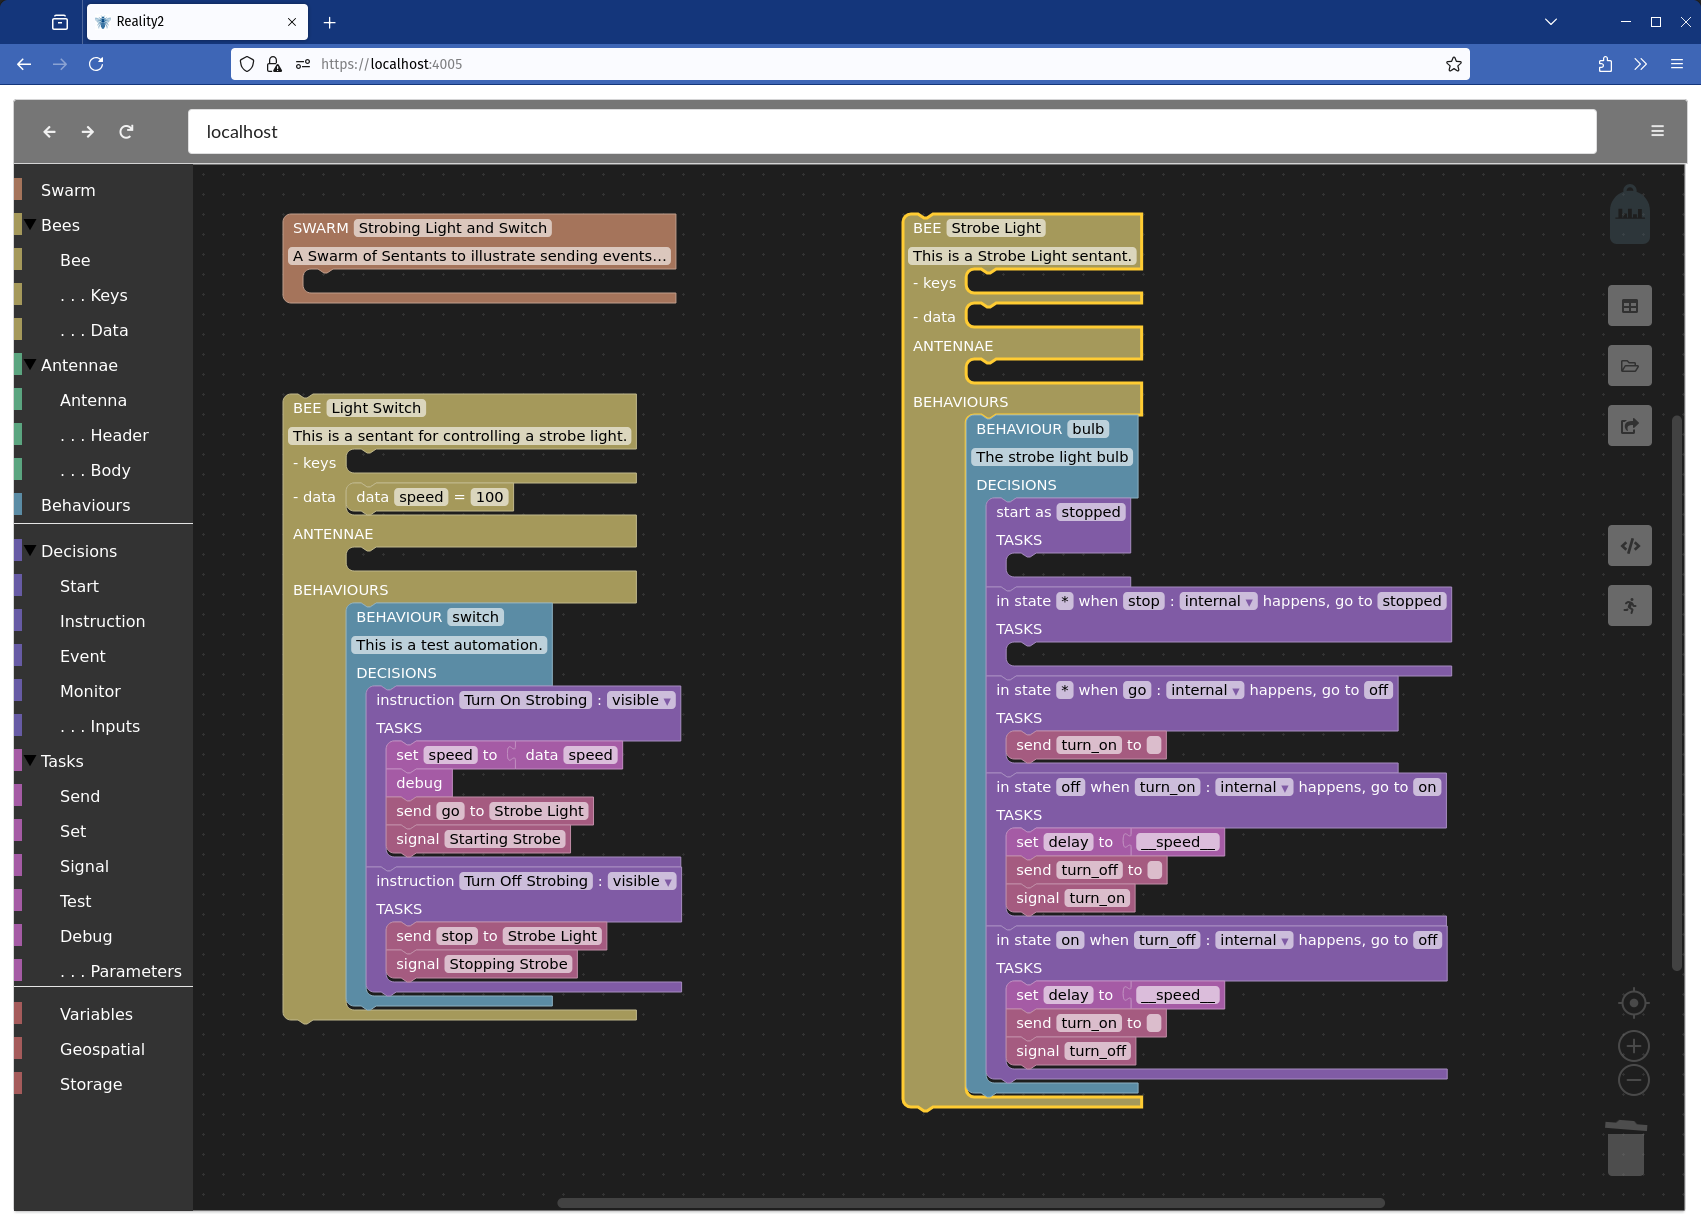 Reality2
https://localhost:4005
localhost
Swarm
Bees
Bee
. . . Keys
. . . Data
Antennae
Antenna
. . . Header
. . . Body
Behaviours
Decisions
Start
Instruction
Event
Monitor
. . . Inputs
Tasks
Send
Set
Signal
Test
Debug
. . . Parameters
Variables
Geospatial
Storage
SWARM Strobing Light and Switch
A Swarm of Sentants to illustrate sending events...
BEE Light Switch
This is a sentant for controlling a strobe light.
- keys
- data data speed = 100
ANTENNAE
BEHAVIOURS
BEHAVIOUR switch
This is a test automation.
DECISIONS
instruction Turn On Strobing : visible
TASKS
set speed to data speed
debug
send go to Strobe Light
signal Starting Strobe
instruction Turn Off Strobing : visible
TASKS
send stop to Strobe Light
signal Stopping Strobe
BEE Strobe Light
This is a Strobe Light sentant.
- keys
- data
ANTENNAE
BEHAVIOURS
BEHAVIOUR bulb
The strobe light bulb
DECISIONS
start as stopped
TASKS
in state * when stop : internal happens, go to stopped
TASKS
in state * when go : internal happens, go to off
TASKS
send turn_on to
in state off when turn_on : internal happens, go to on
TASKS
set delay to __speed__
send turn_off to
signal turn_on
in state on when turn_off : internal happens, go to off
TASKS
set delay to __speed__
send turn_on to
signal turn_off